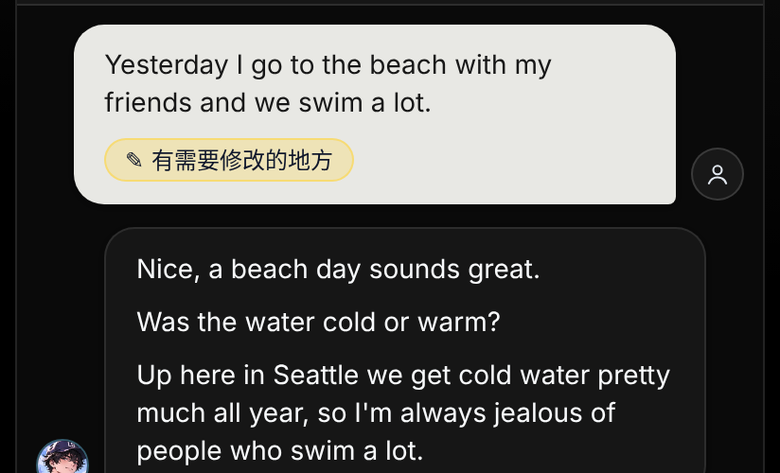 Yesterday I go to the beach with my
friends and we swim a lot.
✎ 有需要修改的地方
Nice, a beach day sounds great.
Was the water cold or warm?
Up here in Seattle we get cold water pretty
much all year, so I'm always jealous of
people who swim a lot.